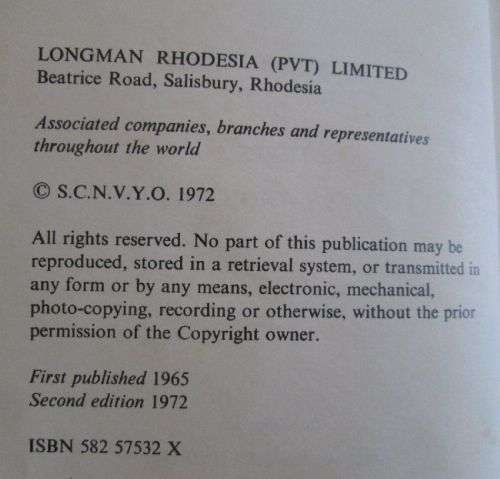 LONGMAN RHODESIA (PVT) LIMITED
Beatrice Road, Salisbury, Rhodesia
Associated companies, branches and representatives
throughout the world
© S.C.N.V.Y.O. 1972
All rights reserved. No part of this publication may be
reproduced, stored in a retrieval system, or transmitted in
any form or by any means, electronic, mechanical,
photo-copying, recording or otherwise, without the prior
permission of the Copyright owner.
First published 1965
Second edition 1972
ISBN 582 57532 X